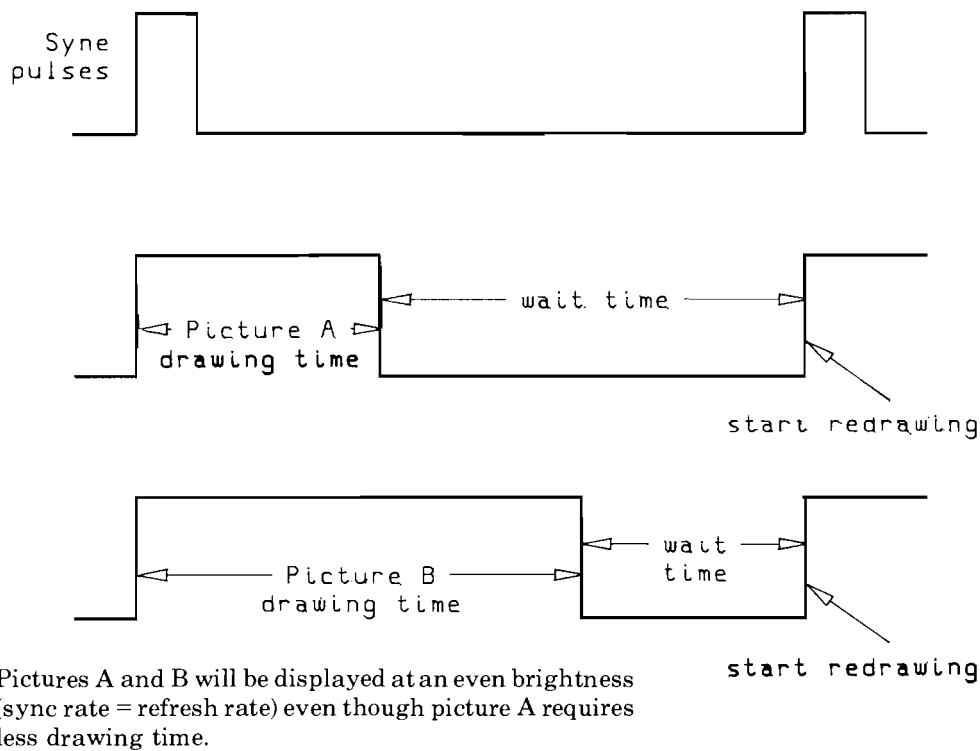 Syne
pulses
wait time
Picture A
drawing time
start redrawing
wait
time
Picture B
drawing time
start redrawing
Pictures A and B will be displayed at an even brightness
(sync rate = refresh rate) even though picture A requires
less drawing time.